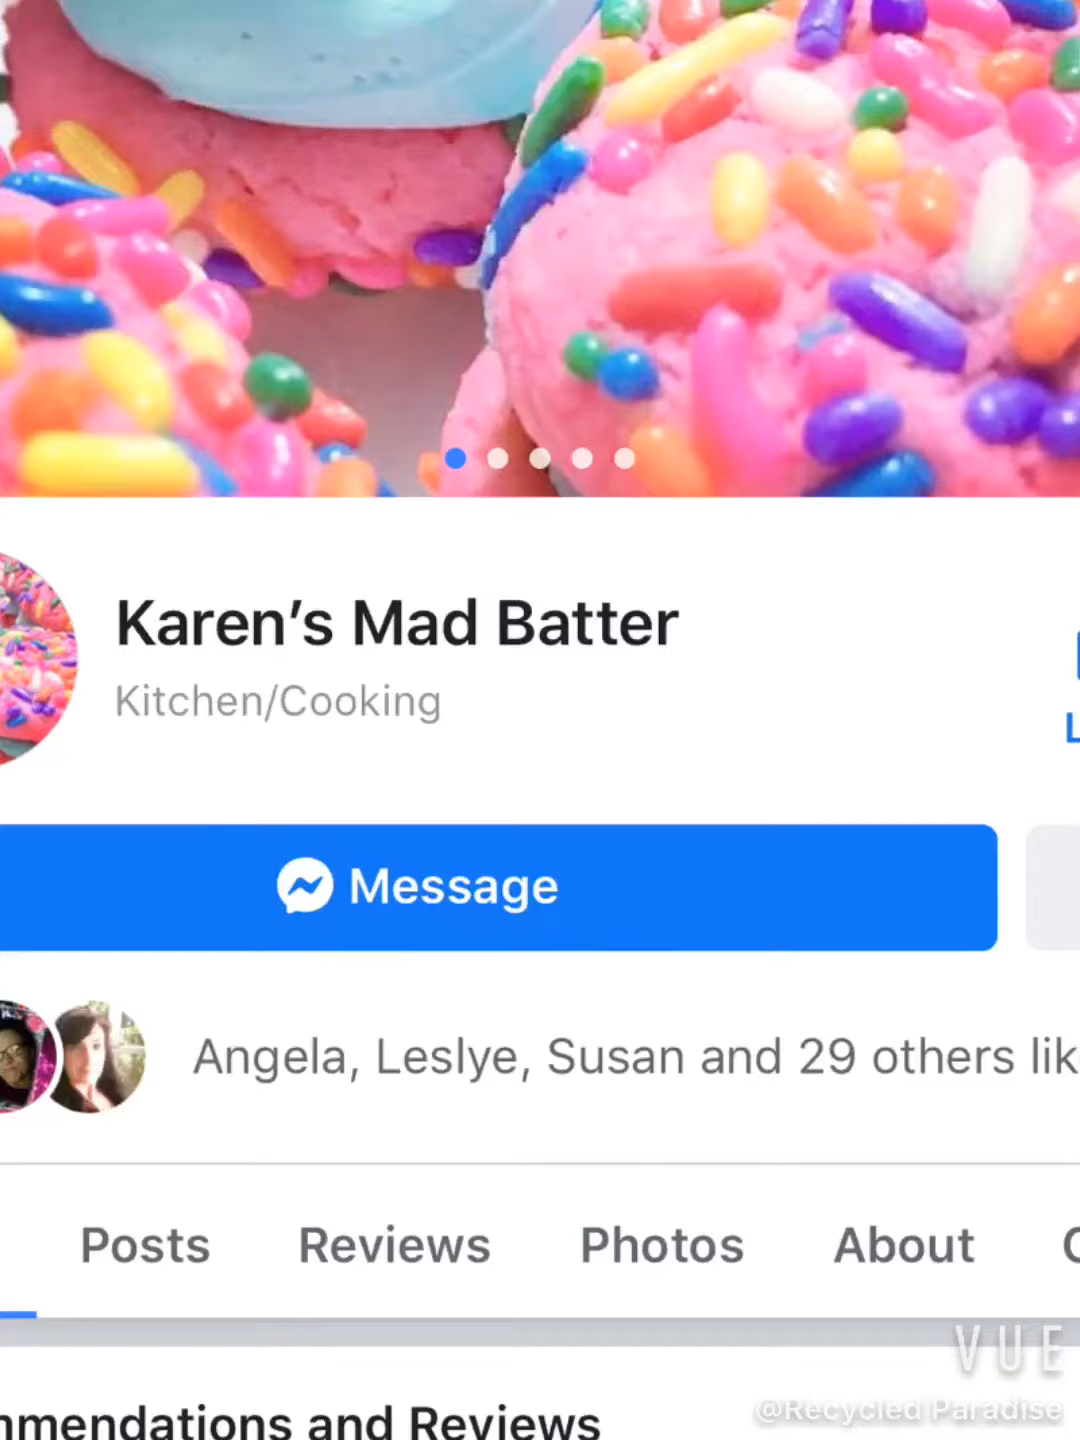 Karen’s Mad Batter
Kitchen/Cooking
Message
Angela, Leslye, Susan and 29 others lik
Posts Reviews Photos About
mmendations and Reviews
VUE
@Recycled Paradise